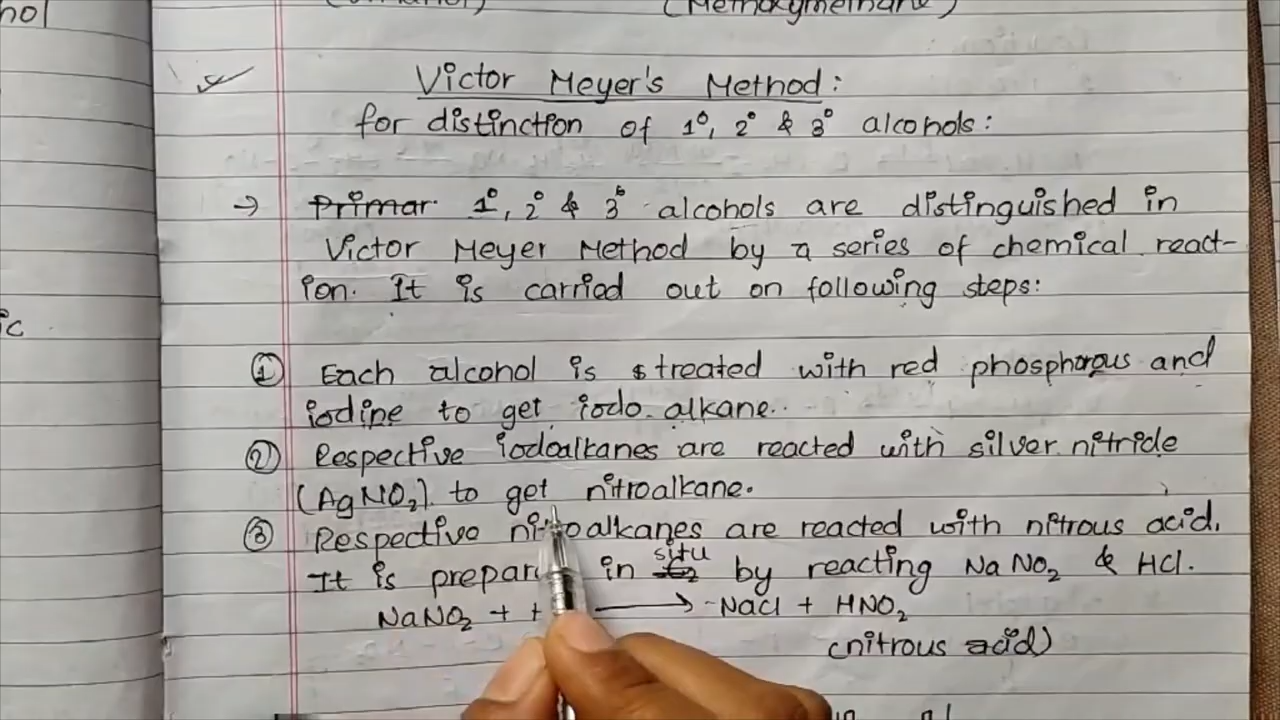 (Methoxymethane)
Victor Meyer's Method:
for distinction of 1°, 2° & 3° alcohols:
→ Primar 1°, 2° & 3° alcohols are distinguished in
Victor Meyer Method by a series of chemical react-
ion. It is carried out on following steps:
① Each alcohol is treated with red phosphorous and
iodine to get iodo alkane.
② Respective iodoalkanes are reacted with silver nitride
(AgNO₂) to get nitroalkane.
③ Respective nitroalkanes are reacted with nitrous acid.
It is prepar in situ by reacting NaNO₂ & HCl.
NaNO₂ + → NaCl + HNO₂
(nitrous acid)